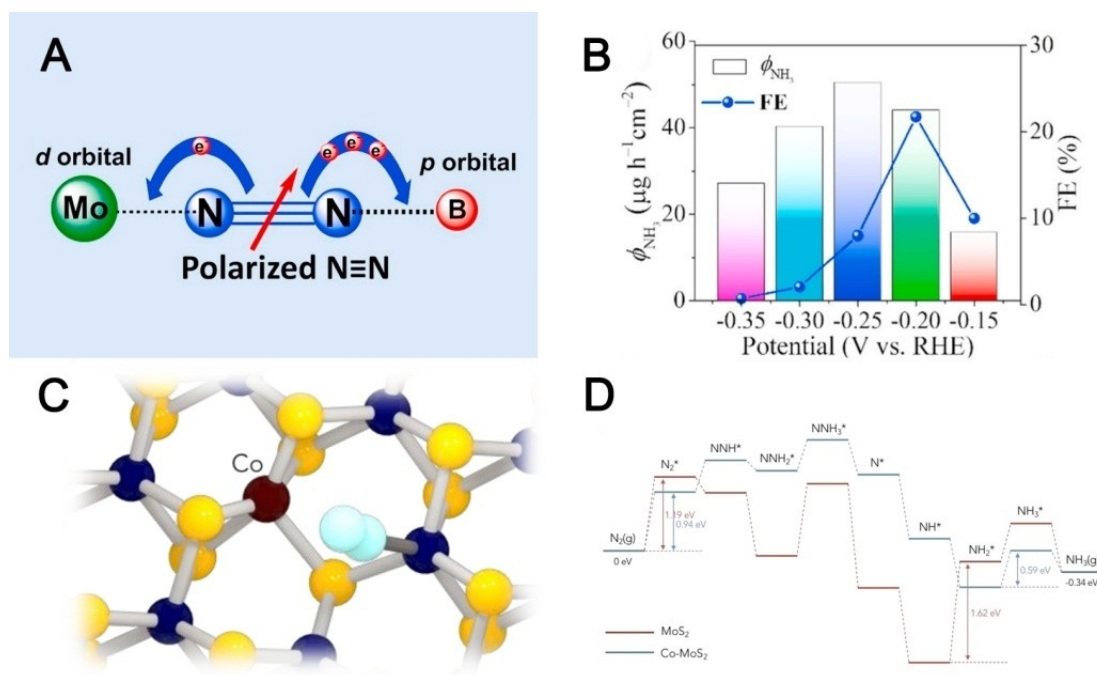 A
d orbital
p orbital
e⁻
e⁻ e⁻ e⁻
Mo
N
N
B
Polarized N≡N
B
60
40
20
0
ϕNH₃ (μg h⁻¹cm⁻²)
ϕNH₃
FE
30
20
10
0
FE (%)
-0.35 -0.30 -0.25 -0.20 -0.15
Potential (V vs. RHE)
C
Co
D
N₂(g)
0 eV
N₂*
1.19 eV
0.94 eV
NNH*
NNH₂*
NNH₃*
N*
NH*
NH₂*
1.62 eV
NH₃*
0.59 eV
NH₃(g)
-0.34 eV
MoS₂
Co-MoS₂